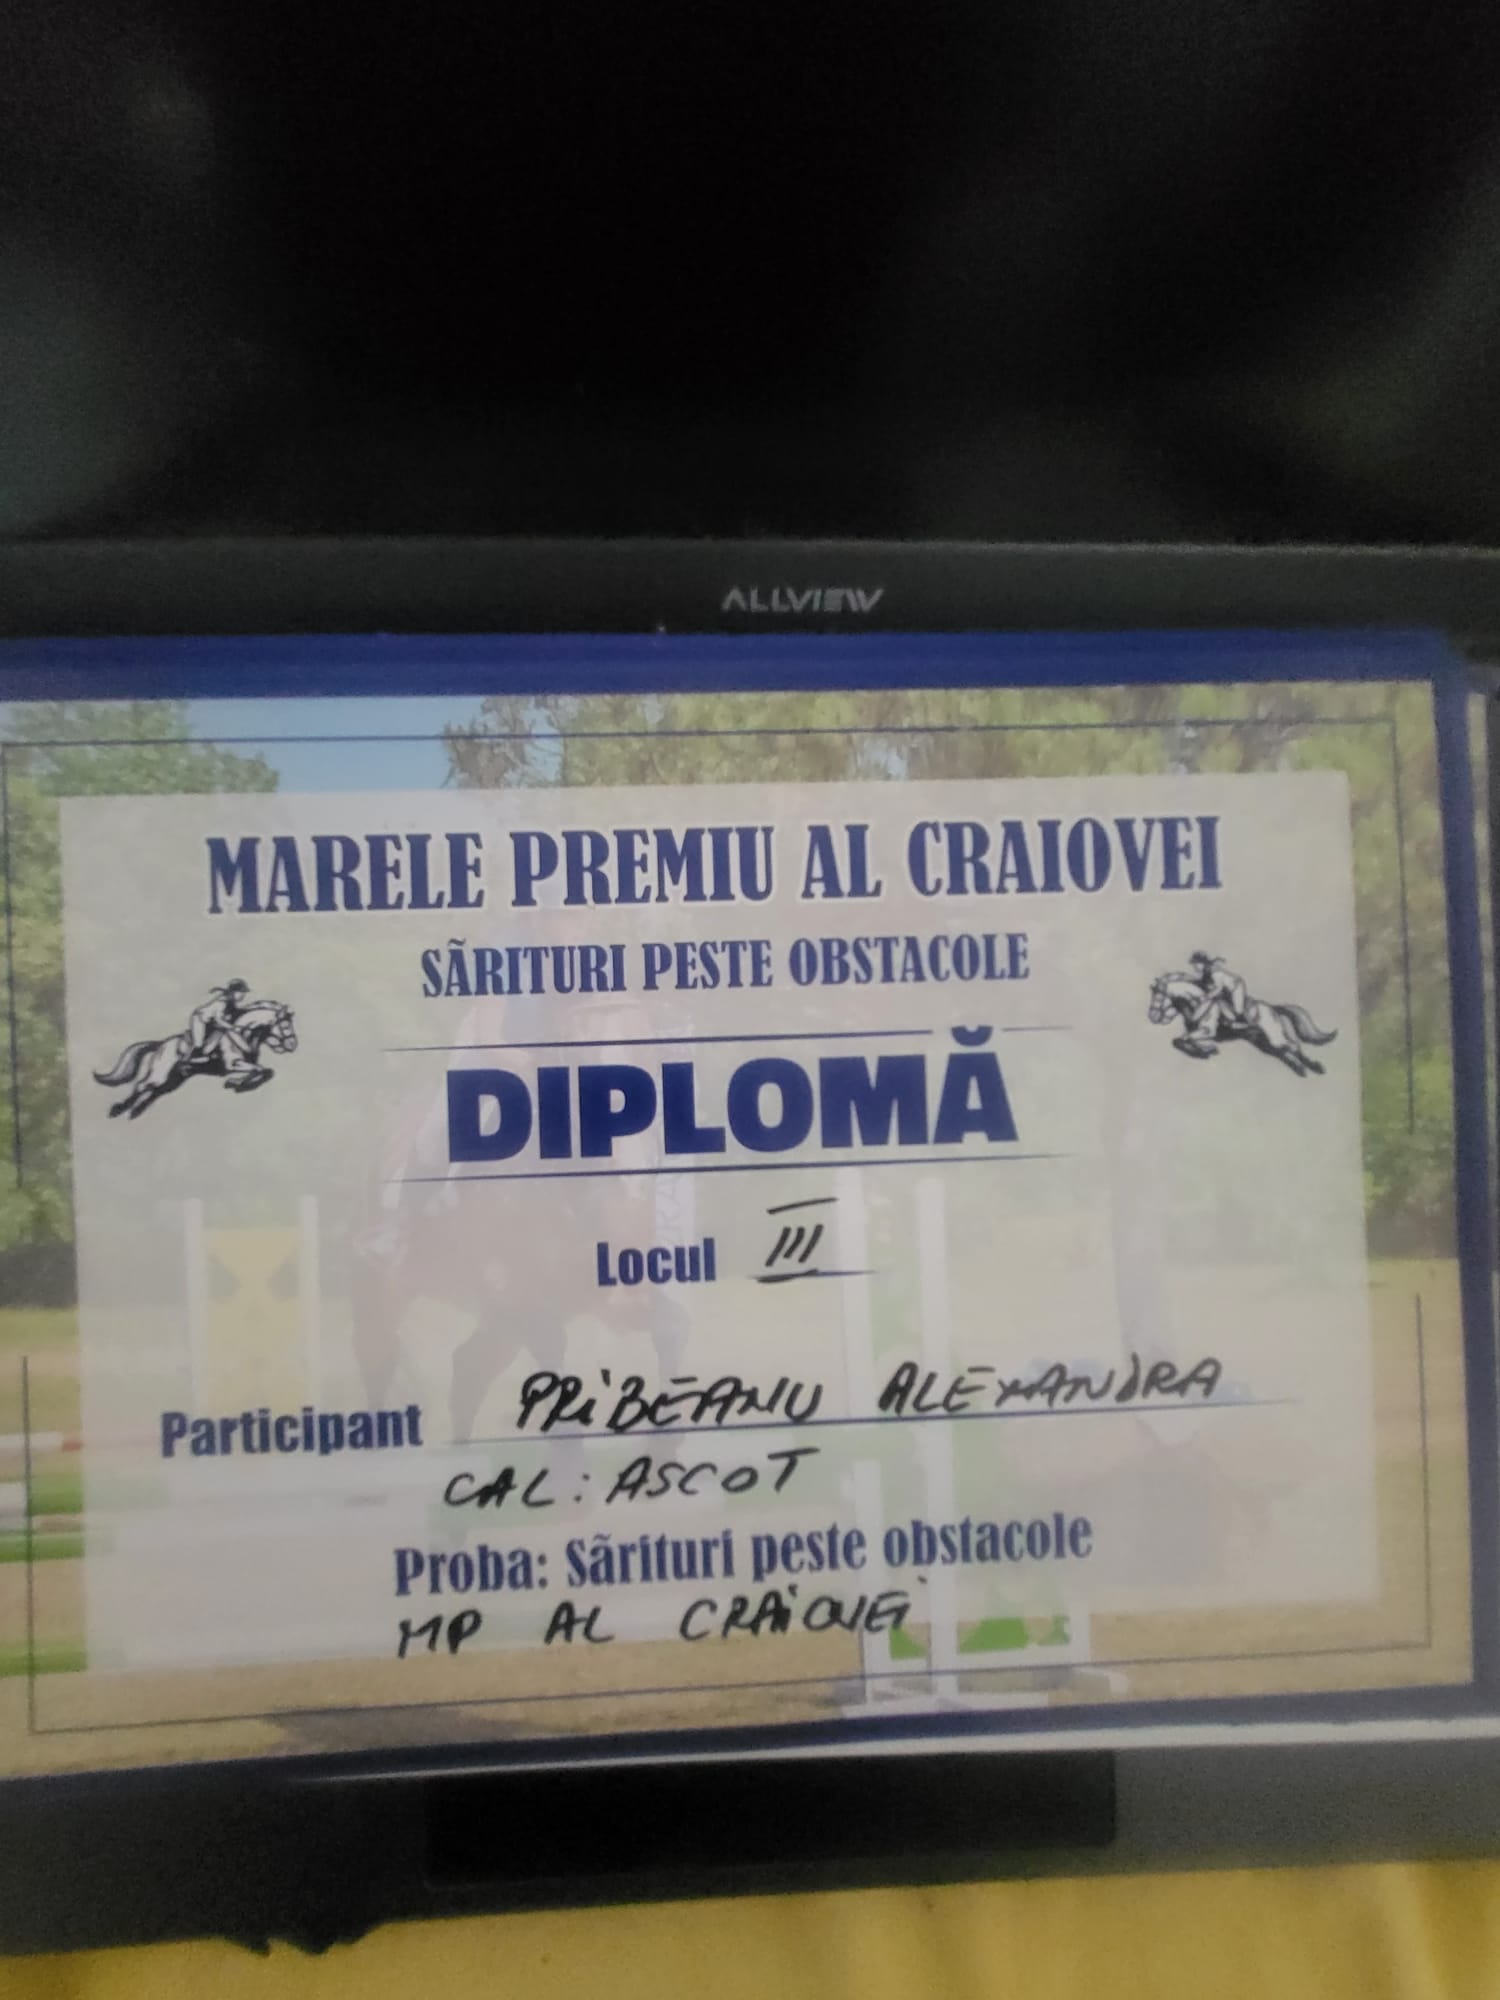 ALLVIEW
MARELE PREMIU AL CRAIOVEI
SÃRITURI PESTE OBSTACOLE
DIPLOMĂ
Locul III
Participant PRIBEANU ALEXANDRA
CAL: ASCOT
Proba: Sãrituri peste obstacole
MP AL CRAIOVEI